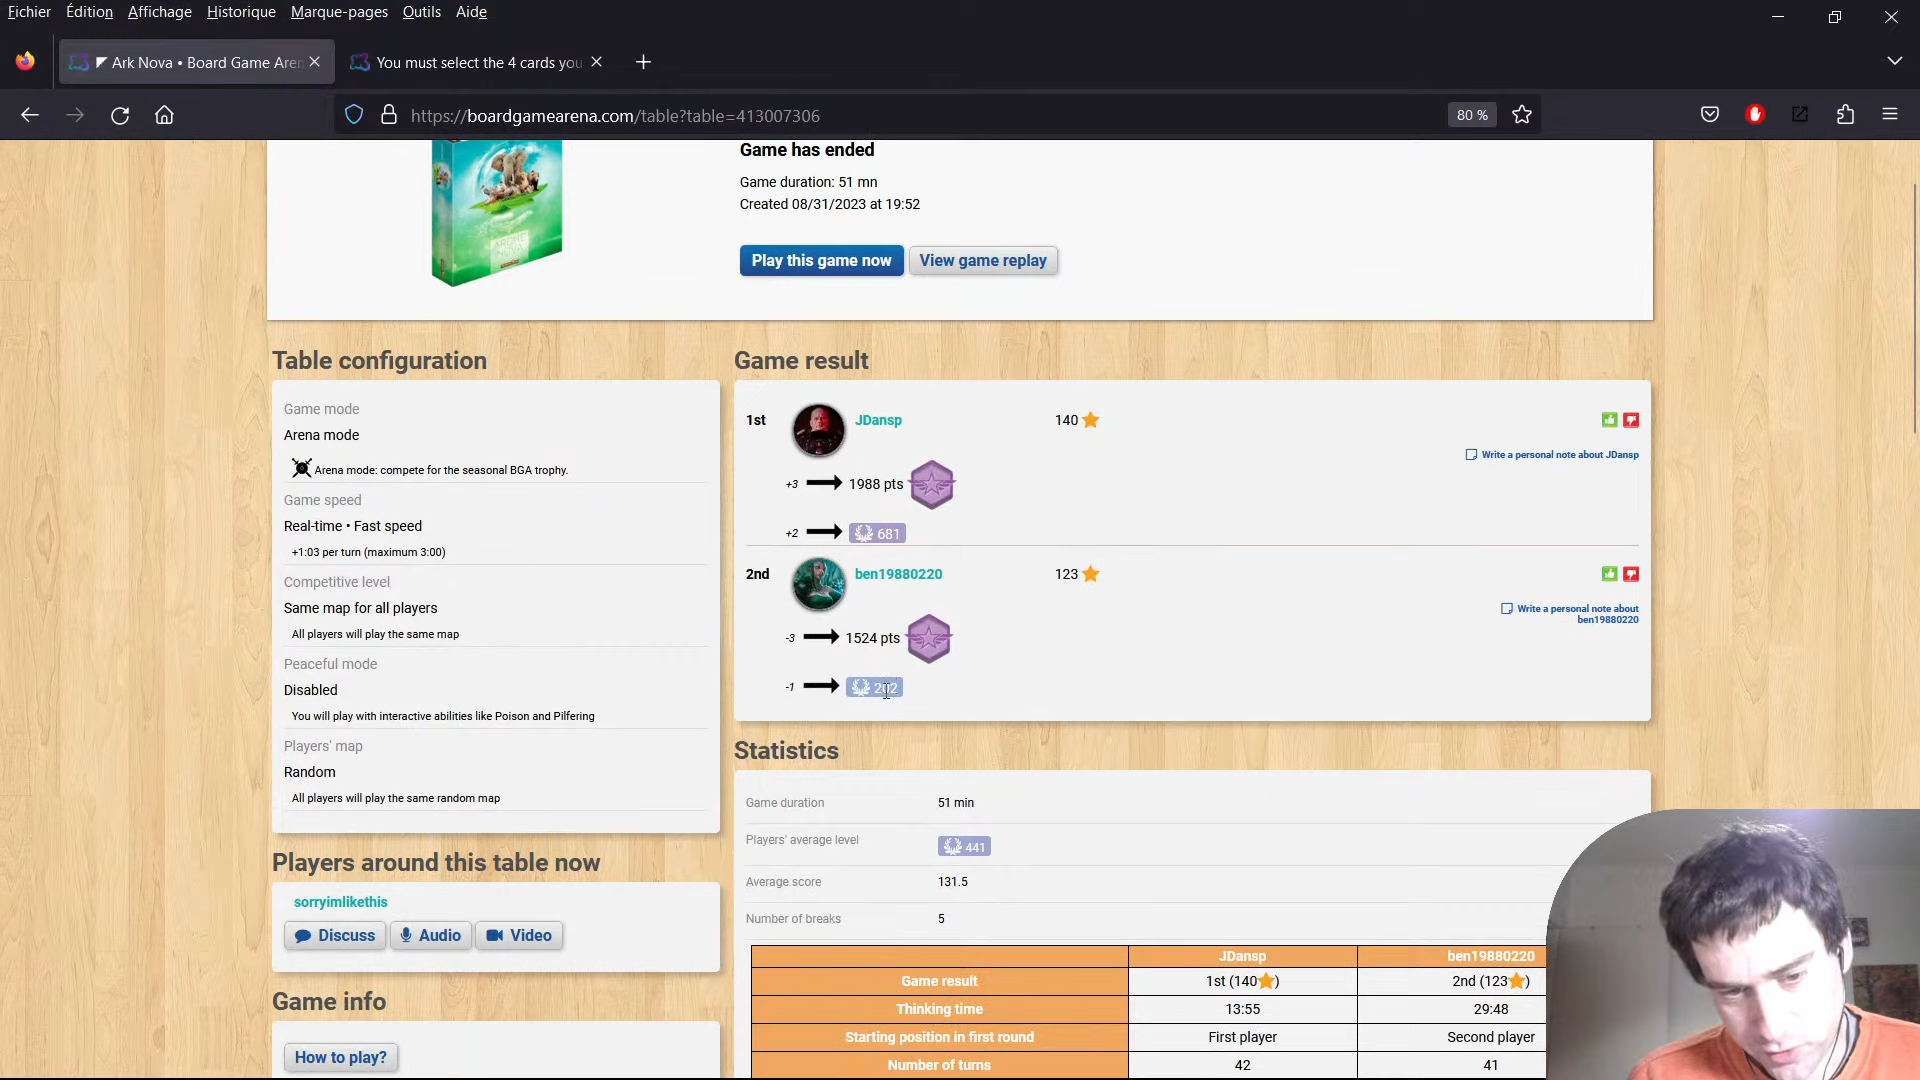 Fichier Édition Affichage Historique Marque-pages Outils Aide
Ark Nova • Board Game Aren
You must select the 4 cards you
https://boardgamearena.com/table?table=413007306
80 %
Game has ended
Game duration: 51 mn
Created 08/31/2023 at 19:52
Play this game now
View game replay
Table configuration
Game mode
Arena mode
Arena mode: compete for the seasonal BGA trophy.
Game speed
Real-time • Fast speed
+1:03 per turn (maximum 3:00)
Competitive level
Same map for all players
All players will play the same map
Peaceful mode
Disabled
You will play with interactive abilities like Poison and Pilfering
Players' map
Random
All players will play the same random map
Players around this table now
sorryimlikethis
Discuss
Audio
Video
Game info
How to play?
Game result
1st
JDansp
140
Write a personal note about JDansp
+3
1988 pts
+2
681
2nd
ben19880220
123
Write a personal note about
ben19880220
-3
1524 pts
-1
202
Statistics
Game duration 51 min
Players' average level 441
Average score 131.5
Number of breaks 5
JDansp ben19880220
Game result 1st (140) 2nd (123)
Thinking time 13:55 29:48
Starting position in first round First player Second player
Number of turns 42 41